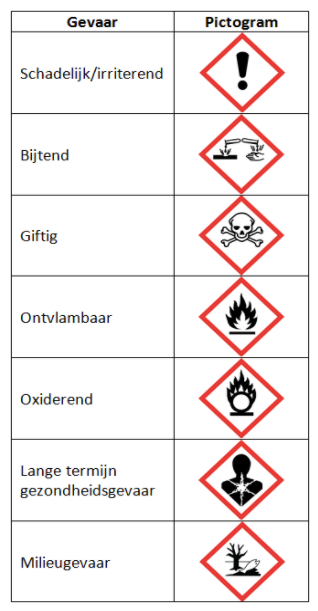 Gevaar Pictogram
Schadelijk/irriterend
Bijtend
Giftig
Ontvlambaar
Oxiderend
Lange termijn
gezondheidsgevaar
Milieugevaar